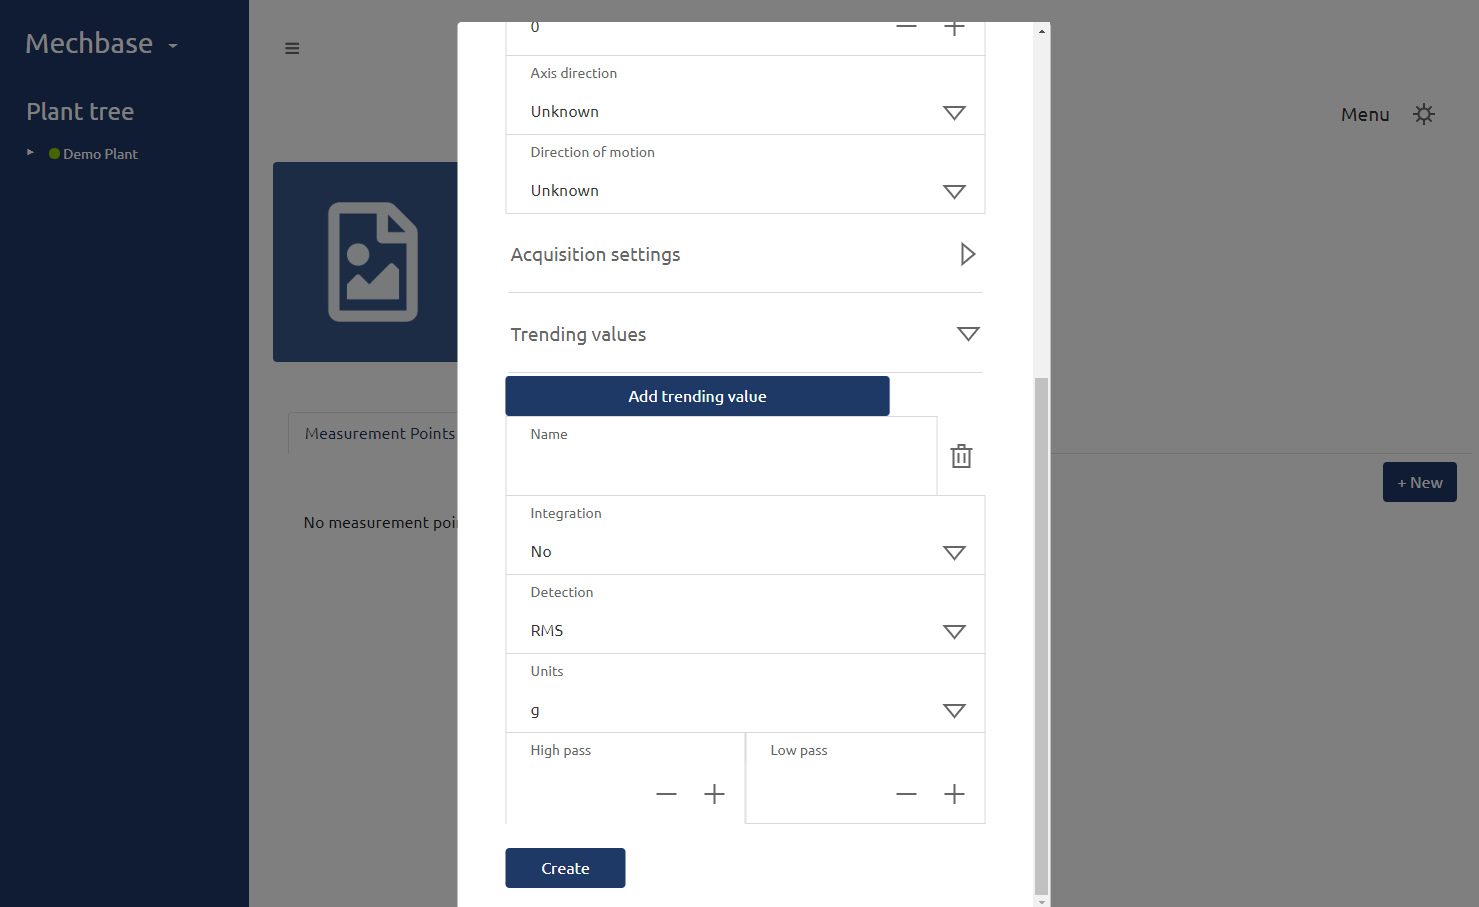 Mechbase
Plant tree
Demo Plant
Menu
Measurement Points
+ New
No measurement poi
0
Axis direction
Unknown
Direction of motion
Unknown
Acquisition settings
Trending values
Add trending value
Name
Integration
No
Detection
RMS
Units
g
High pass
Low pass
Create